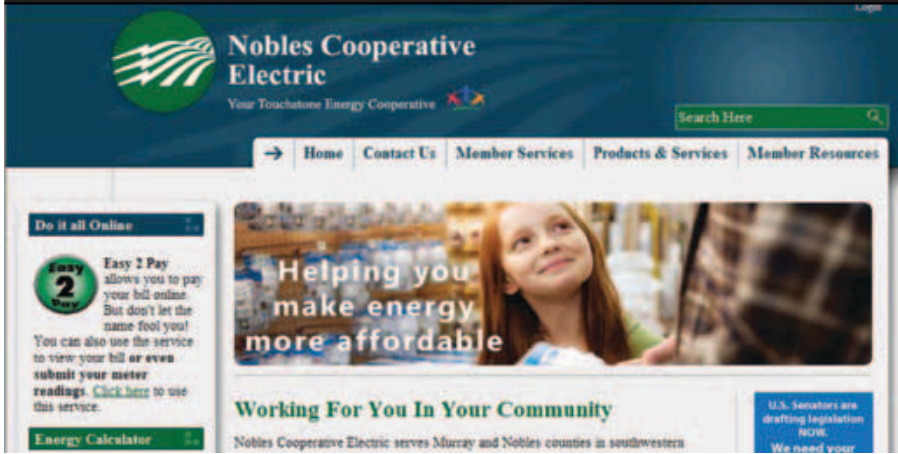 Login
Nobles Cooperative
Electric
Your Touchstone Energy Cooperative
Search Here
→ Home Contact Us Member Services Products & Services Member Resources
Do it all Online
Easy
2
Pay
Easy 2 Pay
allows you to pay
your bill online.
But don't let the
name fool you!
You can also use the service
to view your bill or even
submit your meter
readings. Click here to use
this service.
Energy Calculator
Helping you
make energy
more affordable
Working For You In Your Community
Nobles Cooperative Electric serves Murray and Nobles counties in southwestern
U.S. Senators are
drafting legislation
NOW.
We need your